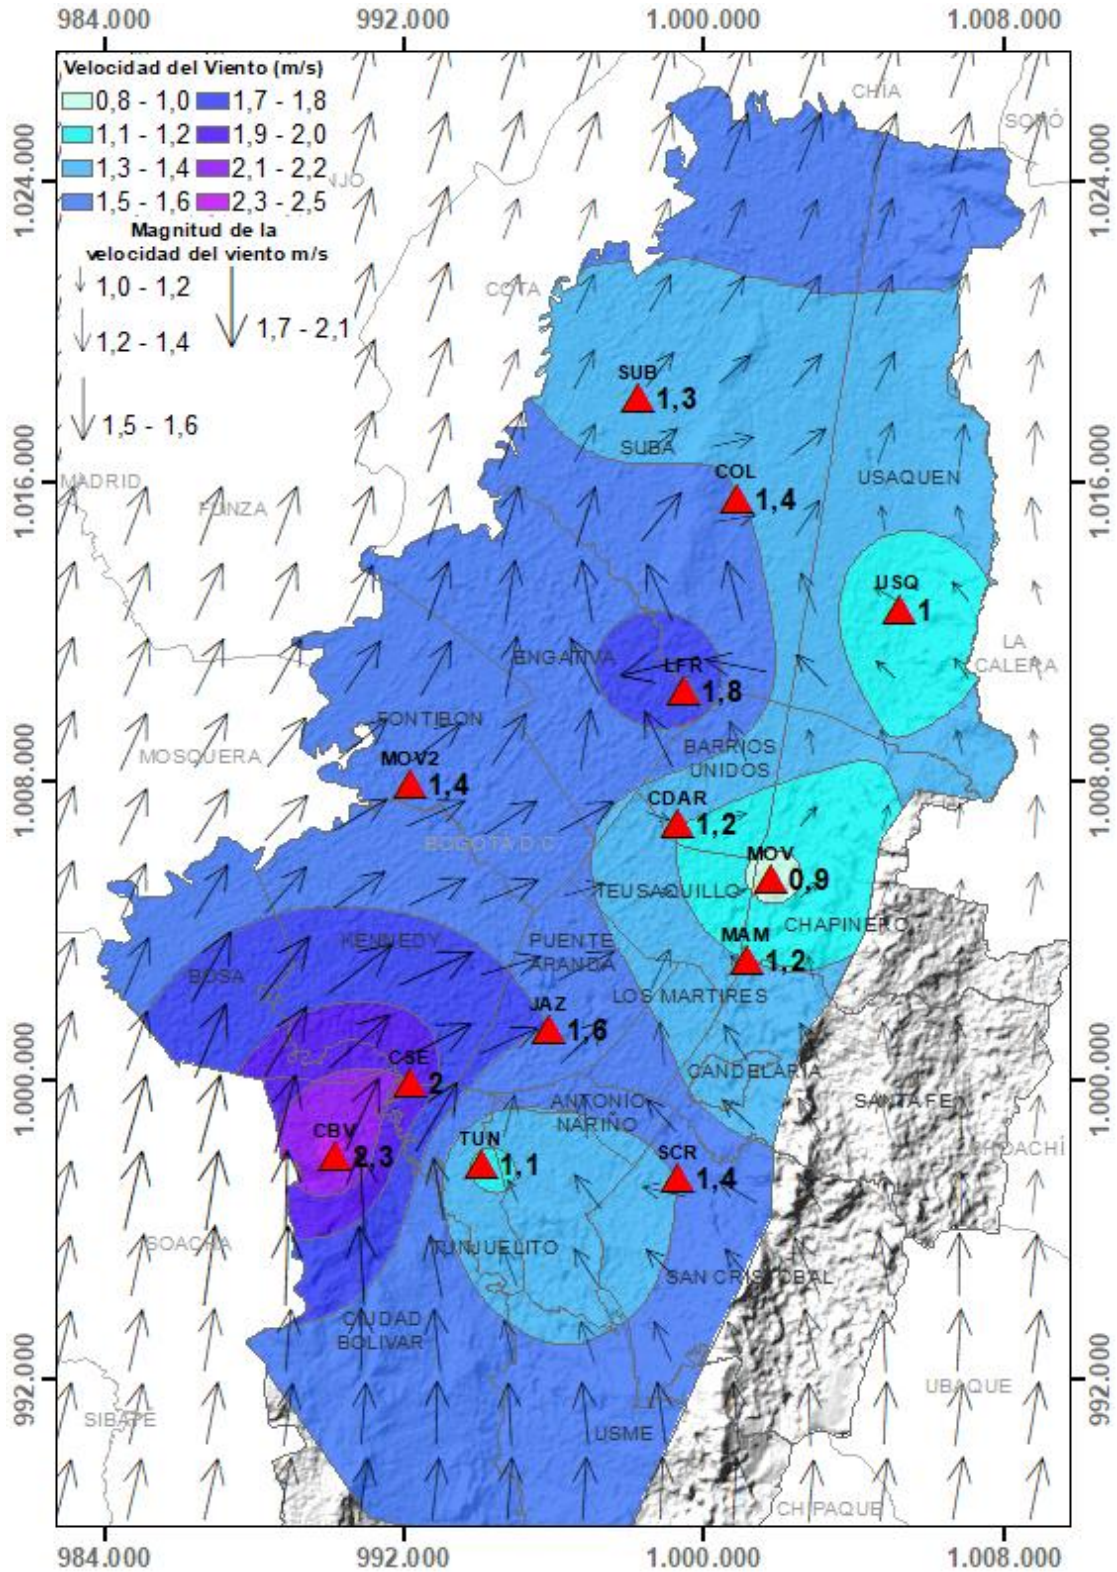 984.000 992.000 1.000.000 1.008.000
Velocidad del Viento (m/s)
0,8 - 1,0 1,7 - 1,8
1,1 - 1,2 1,9 - 2,0
1,3 - 1,4 2,1 - 2,2
1,5 - 1,6 2,3 - 2,5
Magnitud de la
velocidad del viento m/s
1,0 - 1,2
1,2 - 1,4
1,7 - 2,1
1,5 - 1,6
CHÍA
SOPÓ
1.024.000 NJO 1.024.000
COTA
SUB
1,3
SUBA
COL
1,4
USAQUEN
1.016.000 MADRID 1.016.000
FUNZA
USQ
1
LA
CALERA
ENGATIVA
LFR
1,8
FONTIBON
BARRIOS
UNIDOS
MOSQUERA
MOV2
1,4
1.008.000 1.008.000
CDAR
1,2
BOGOTÁ D.C.
MOV
0,9
TEUSAQUILLO
CHAPINERO
KENNEDY
PUENTE
ARANDA
MAM
1,2
BOSA
LOS MARTIRES
JAZ
1,6
CSE
2
CANDELARIA
1.000.000 1.000.000
ANTONIO
NARIÑO
SANTA FE
CBV
2,3
TUN
1,1
SCR
1,4
CHOACHÍ
SOACHA
TUNJUELITO
SAN CRISTOBAL
CIUDAD
BOLIVAR
992.000 992.000
UBAQUE
SIBATE
USME
CHIPAQUE
984.000 992.000 1.000.000 1.008.000